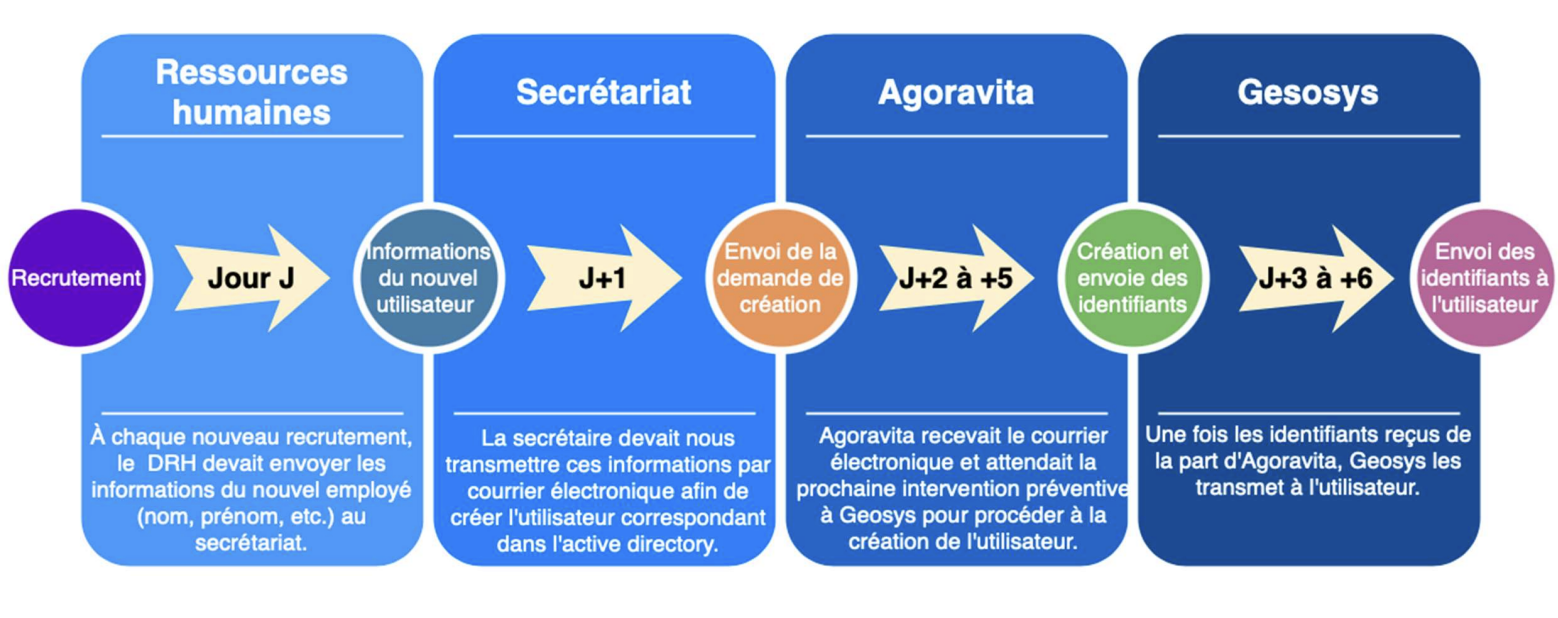 Ressources
humaines
Secrétariat
Agoravita
Gesosys
Recrutement
Jour J
Informations
du nouvel
utilisateur
J+1
Envoi de la
demande de
création
J+2 à +5
Création et
envoie des
identifiants
J+3 à +6
Envoi des
identifiants à
l'utilisateur
À chaque nouveau recrutement,
le DRH devait envoyer les
informations du nouvel employé
(nom, prénom, etc.) au
secrétariat.
La secrétaire devait nous
transmettre ces informations par
courrier électronique afin de
créer l'utilisateur correspondant
dans l'active directory.
Agoravita recevait le courrier
électronique et attendait la
prochaine intervention préventive
à Geosys pour procéder à la
création de l'utilisateur.
Une fois les identifiants reçus de
la part d'Agoravita, Geosys les
transmet à l'utilisateur.